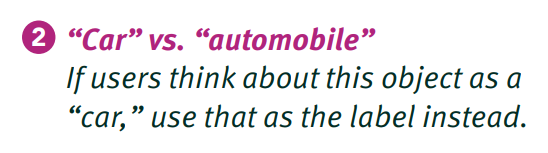 2 “Car” vs. “automobile”
If users think about this object as a
“car,” use that as the label instead.